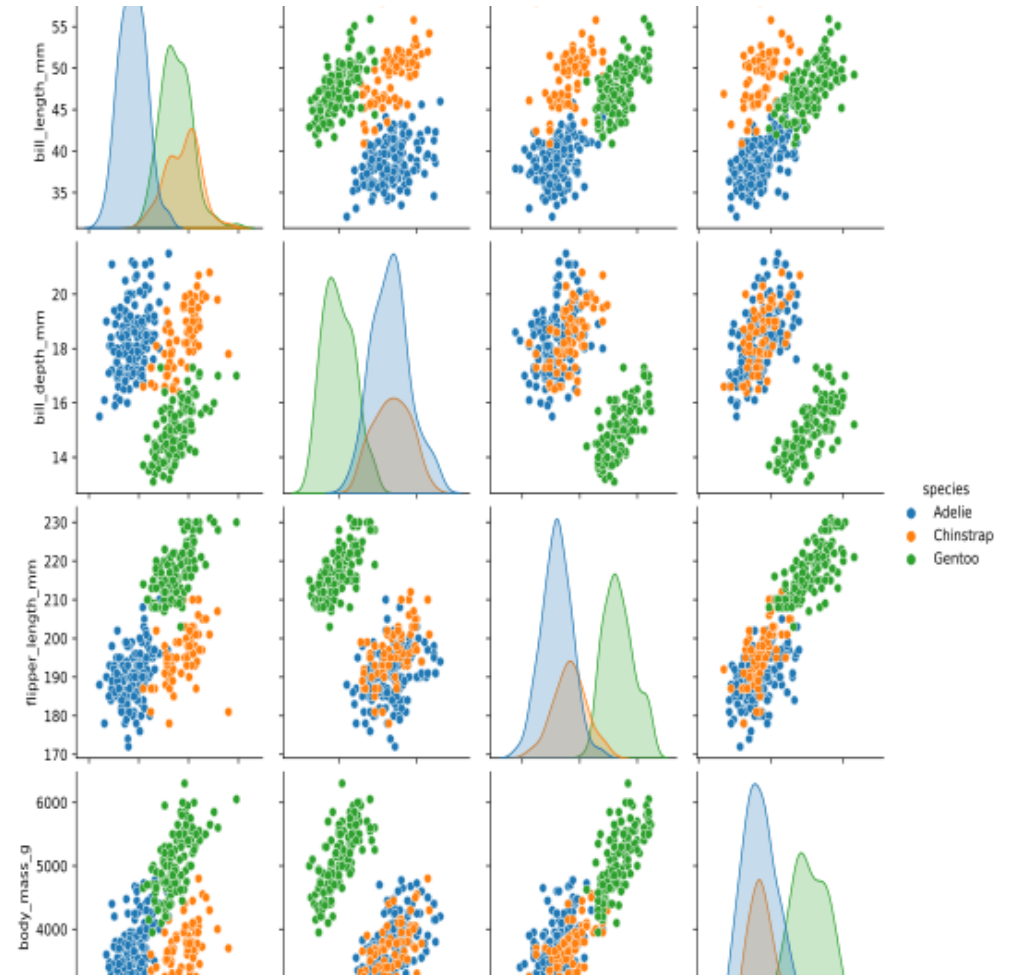 bill_length_mm
55
50
45
40
35
bill_depth_mm
20
18
16
14
flipper_length_mm
230
220
210
200
190
180
170
body_mass_g
6000
5000
4000
species
Adelie
Chinstrap
Gentoo